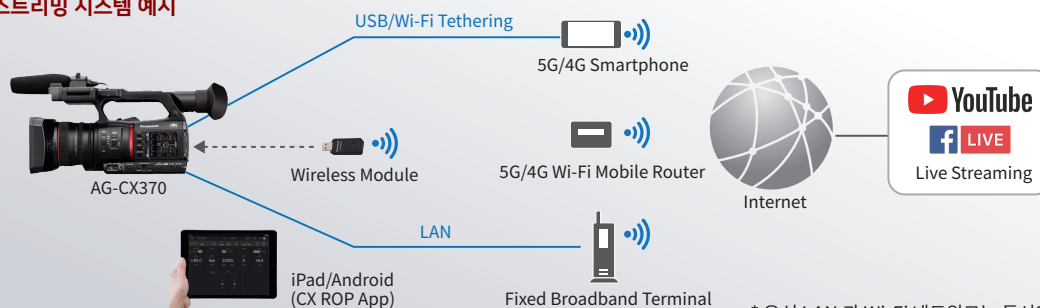 스트리밍 시스템 예시
USB/Wi-Fi Tethering
5G/4G Smartphone
AG-CX370
Wireless Module
5G/4G Wi-Fi Mobile Router
Internet
YouTube
f LIVE
Live Streaming
LAN
iPad/Android
(CX ROP App)
Fixed Broadband Terminal